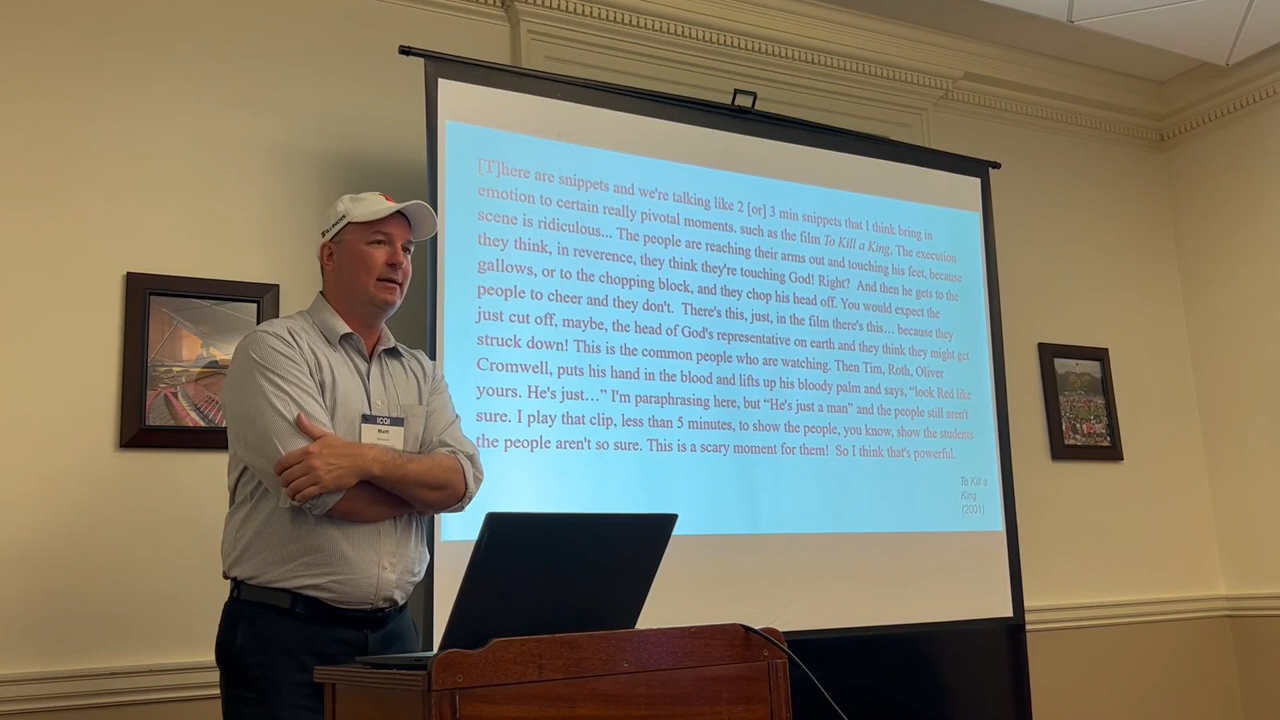 [T]here are snippets and we're talking like 2 [or] 3 min snippets that I think bring in
emotion to certain really pivotal moments. such as the film To Kill a King, The execution
scene is ridiculous... The people are reaching their arms out and touching his feet, because
they think, in reverence, they think they're touching God! Right? And then he gets to the
gallows, or to the chopping block, and they chop his head off. You would expect the
people to cheer and they don't. There's this, just, in the film there's this... because they
just cut off, maybe, the head of God's representative on earth and they think they might get
struck down! This is the common people who are watching. Then Tim, Roth, Oliver
Cromwell, puts his hand in the blood and lifts up his bloody palm and says, “look Red like
yours. He's just…” I'm paraphrasing here, but “He's just a man” and the people still aren't
sure. I play that clip, less than 5 minutes, to show the people, you know, show the students
the people aren't so sure. This is a scary moment for them! So I think that's powerful.
To Kill a
King
(2001)
ILLINOIS
ICQI
Matt